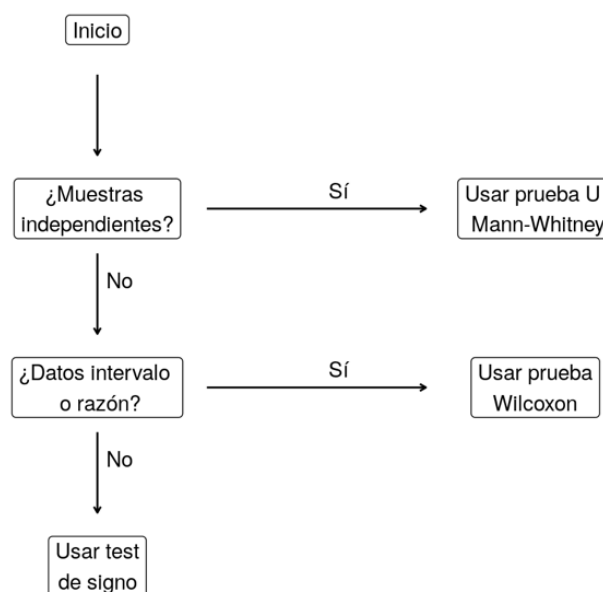 Inicio
¿Muestras
independientes?
Sí
Usar prueba U
Mann-Whitney
No
¿Datos intervalo
o razón?
Sí
Usar prueba
Wilcoxon
No
Usar test
de signo